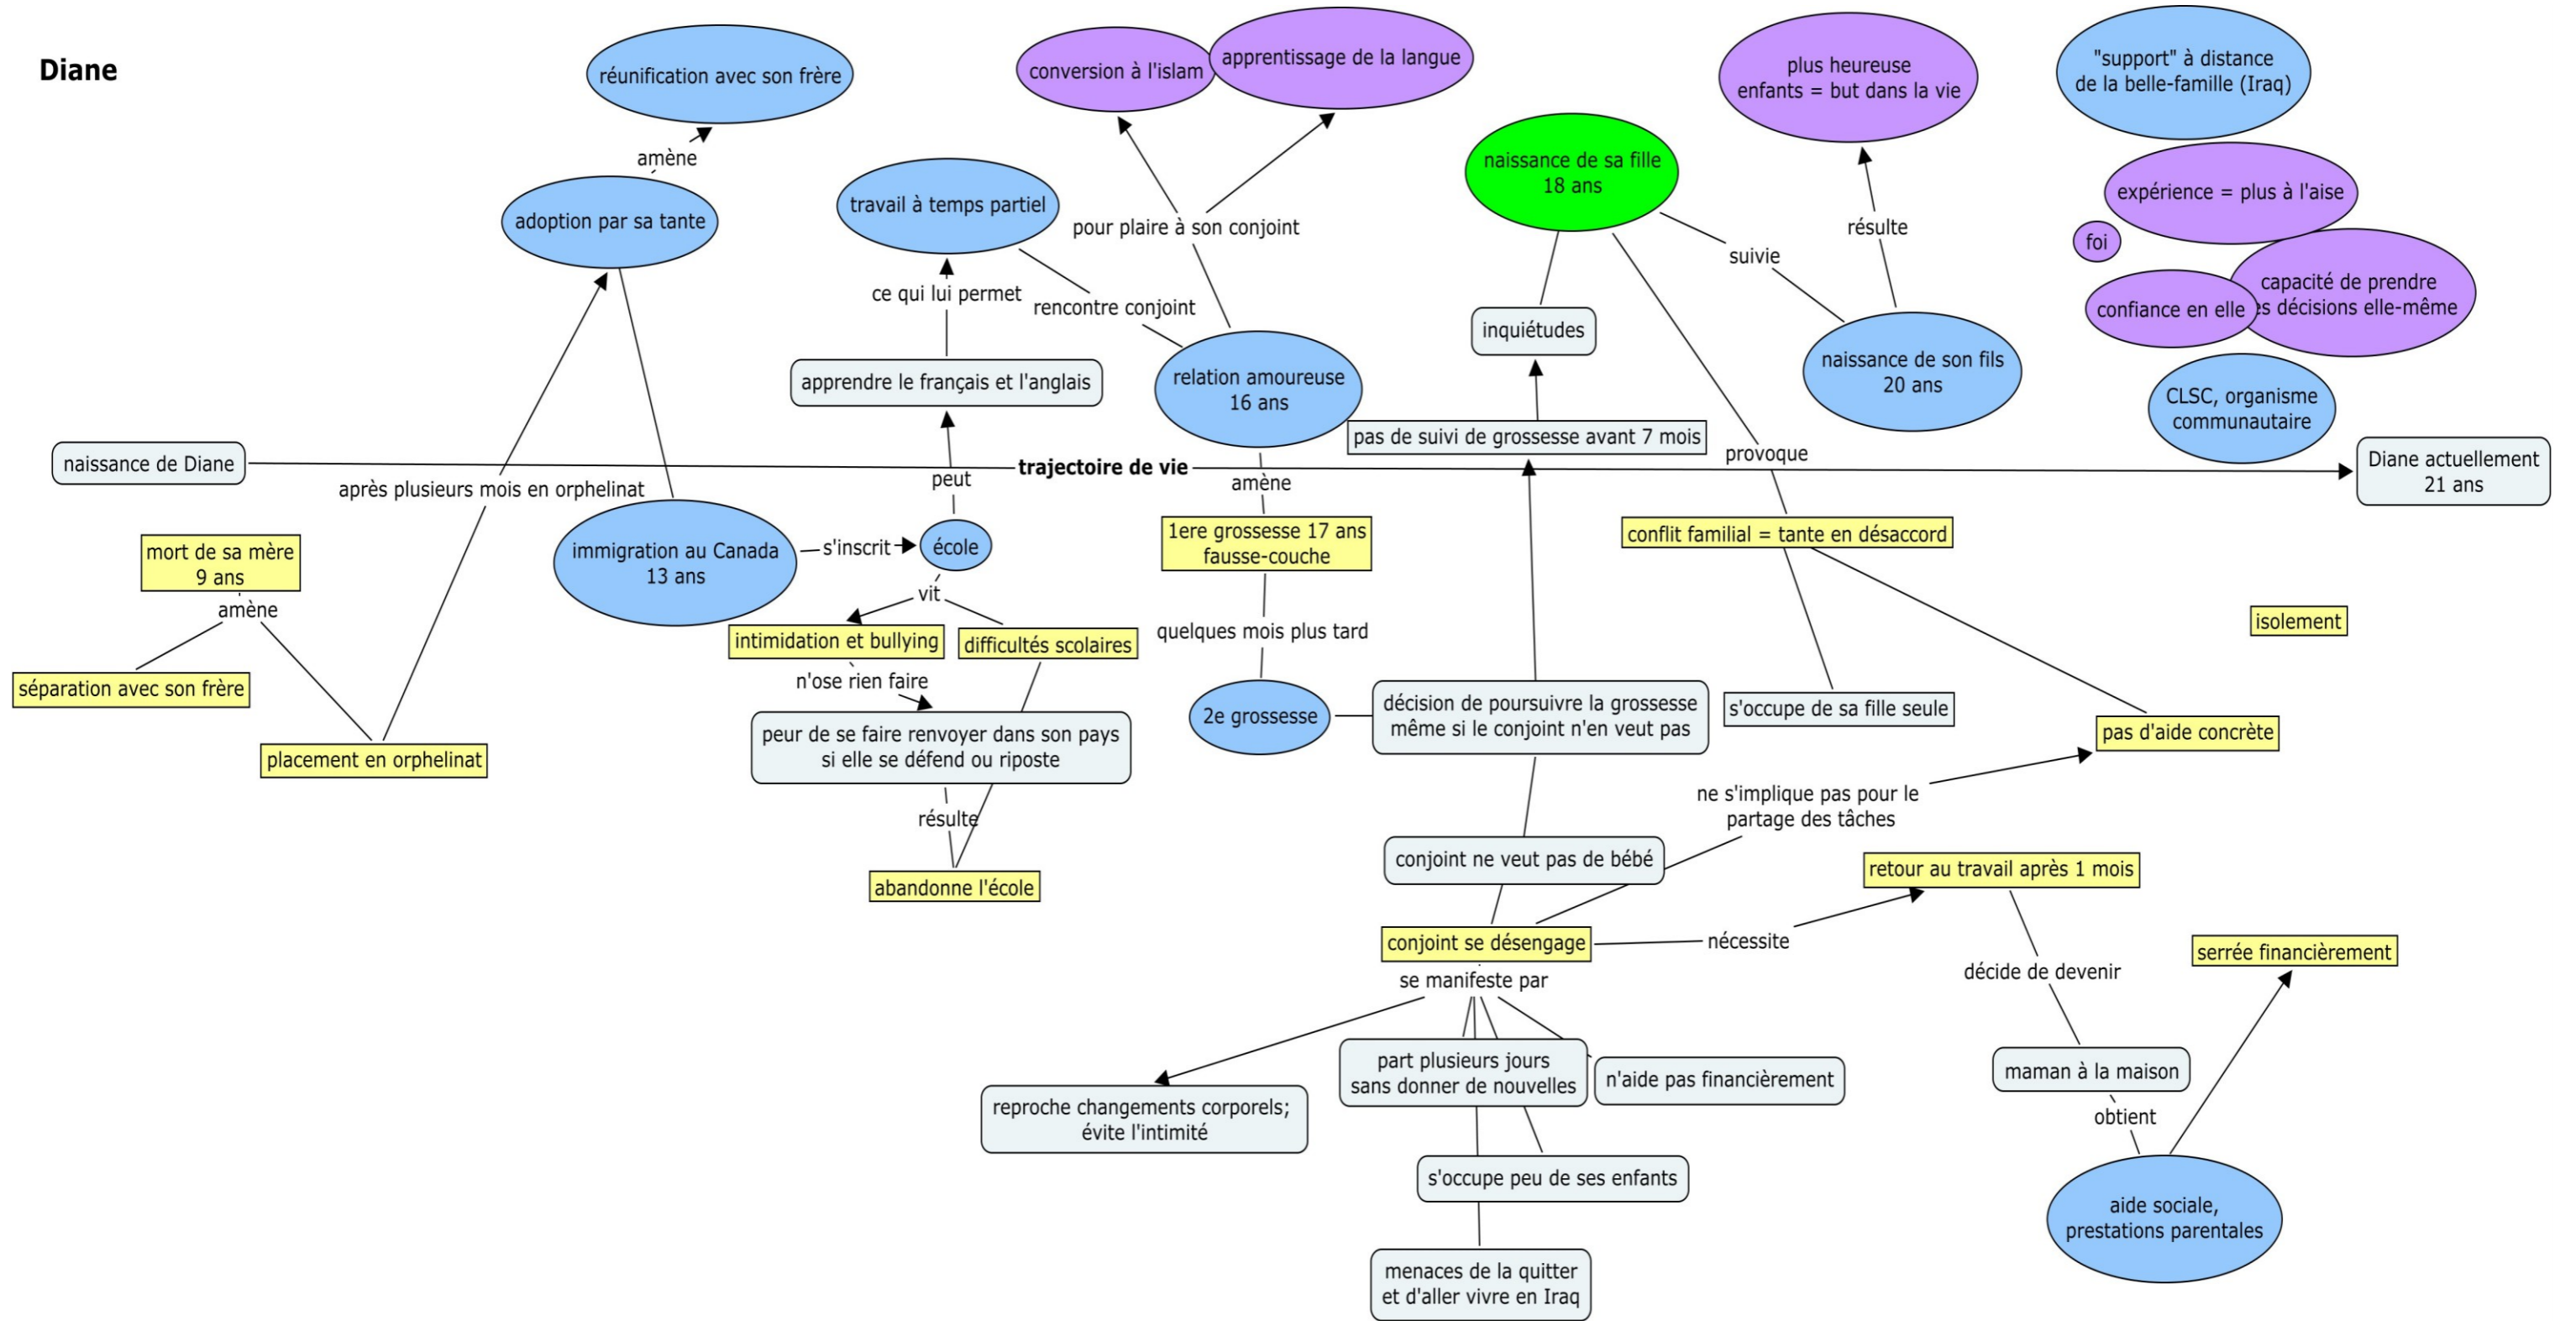 Diane
réunification avec son frère
amène
adoption par sa tante
conversion à l'islam
apprentissage de la langue
travail à temps partiel
pour plaire à son conjoint
ce qui lui permet
rencontre conjoint
apprendre le français et l'anglais
relation amoureuse
16 ans
naissance de sa fille
18 ans
suivie
inquiétudes
pas de suivi de grossesse avant 7 mois
plus heureuse
enfants = but dans la vie
résulte
naissance de son fils
20 ans
"support" à distance
de la belle-famille (Iraq)
expérience = plus à l'aise
foi
capacité de prendre
es décisions elle-même
confiance en elle
CLSC, organisme
communautaire
naissance de Diane
trajectoire de vie
Diane actuellement
21 ans
après plusieurs mois en orphelinat
peut
amène
provoque
mort de sa mère
9 ans
amène
séparation avec son frère
placement en orphelinat
immigration au Canada
13 ans
s'inscrit
école
vit
intimidation et bullying
difficultés scolaires
n'ose rien faire
peur de se faire renvoyer dans son pays
si elle se défend ou riposte
résulte
abandonne l'école
1ere grossesse 17 ans
fausse-couche
quelques mois plus tard
2e grossesse
décision de poursuivre la grossesse
même si le conjoint n'en veut pas
conflit familial = tante en désaccord
s'occupe de sa fille seule
isolement
pas d'aide concrète
ne s'implique pas pour le
partage des tâches
conjoint ne veut pas de bébé
conjoint se désengage
nécessite
retour au travail après 1 mois
décide de devenir
serrée financièrement
maman à la maison
obtient
aide sociale,
prestations parentales
se manifeste par
reproche changements corporels;
évite l'intimité
part plusieurs jours
sans donner de nouvelles
n'aide pas financièrement
s'occupe peu de ses enfants
menaces de la quitter
et d'aller vivre en Iraq